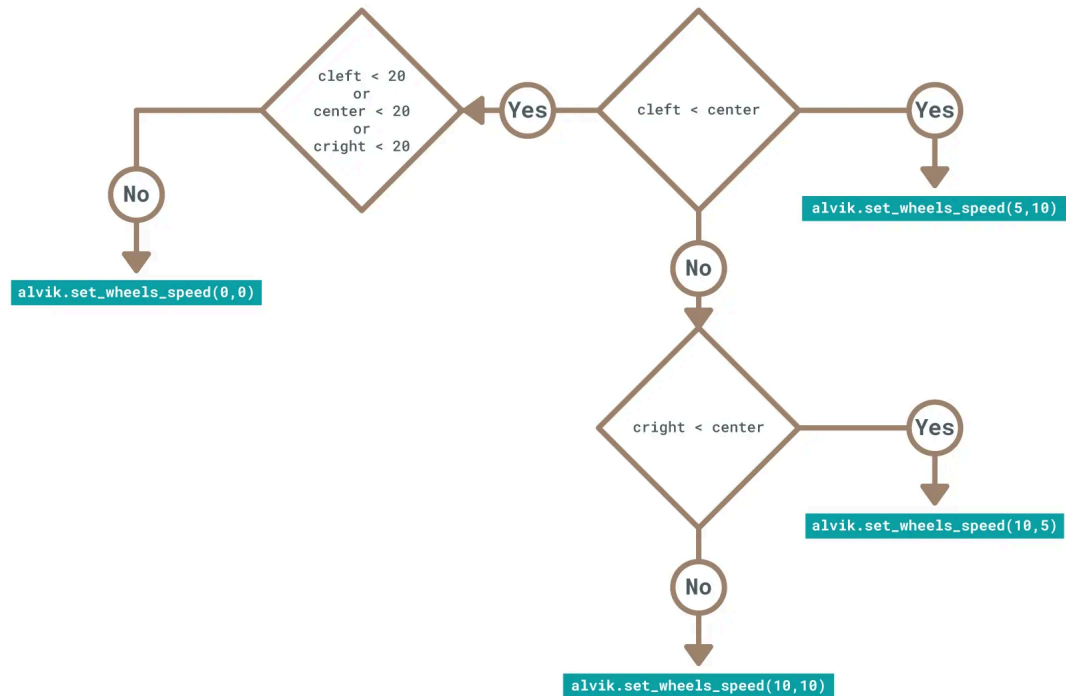 cleft < 20
or
center < 20
or
cright < 20
Yes
cleft < center
Yes
No
alvik.set_wheels_speed(5,10)
No
alvik.set_wheels_speed(0,0)
cright < center
Yes
alvik.set_wheels_speed(10,5)
No
alvik.set_wheels_speed(10,10)